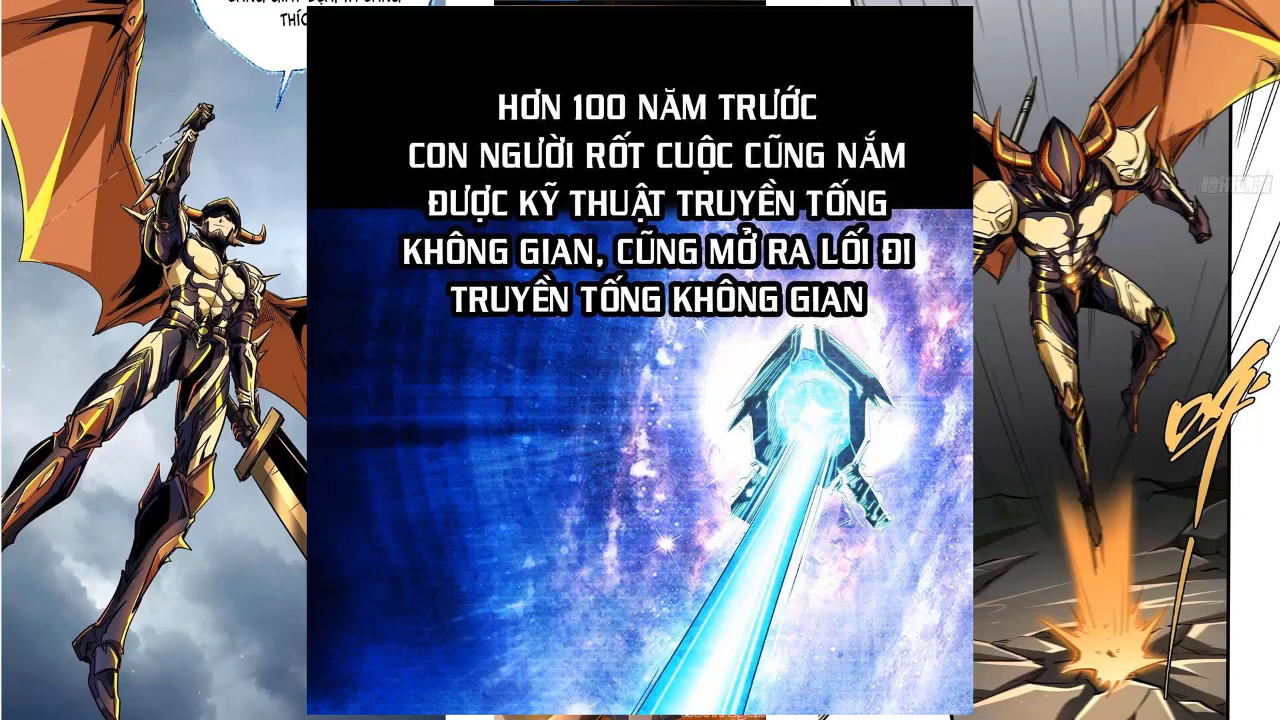 THÍC
HƠN 100 NĂM TRƯỚC
CON NGƯỜI RỐT CUỘC CŨNG NẮM
ĐƯỢC KỸ THUẬT TRUYỀN TỐNG
KHÔNG GIAN, CŨNG MỞ RA LỐI ĐI
TRUYỀN TỐNG KHÔNG GIAN